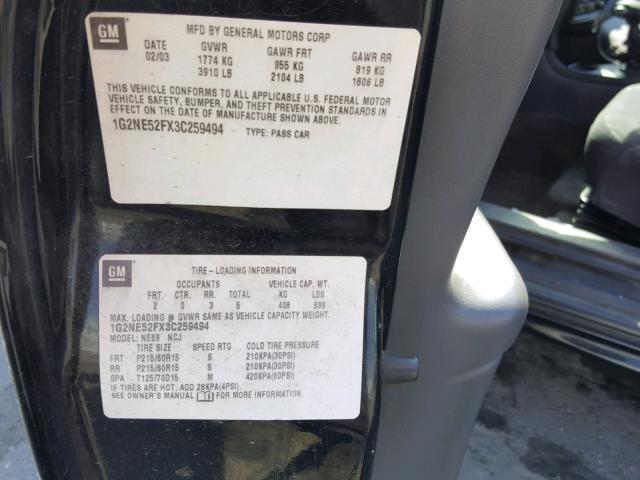 GM
MFD BY GENERAL MOTORS CORP
DATE GVWR GAWR FRT GAWR RR
02/03 1774 KG 955 KG 819 KG
3910 LB 2104 LB 1806 LB
THIS VEHICLE CONFORMS TO ALL APPLICABLE U.S. FEDERAL MOTOR
VEHICLE SAFETY, BUMPER, AND THEFT PREVENTION STANDARDS IN
EFFECT ON THE DATE OF MANUFACTURE SHOWN ABOVE.
1G2NE52FX3C259494 TYPE: PASS CAR
GM
TIRE-LOADING INFORMATION
OCCUPANTS VEHICLE CAP. WT.
FRT. CTR. RR. TOTAL KG LBS
2 0 3 5 408 899
MAX. LOADING @ GVWR SAME AS VEHICLE CAPACITY WEIGHT.
1G2NE52FX3C259494
MODEL: NE69 NCJ
TIRE SIZE SPEED RTG COLD TIRE PRESSURE
FRT P215/60R15 S 210KPA(30PSI)
RR P215/60R15 S 210KPA(30PSI)
SPA T125/70D15 M 420KPA(60PSI)
IF TIRES ARE HOT, ADD 28KPA(4PSI)
SEE OWNER'S MANUAL FOR MORE INFORMATION.